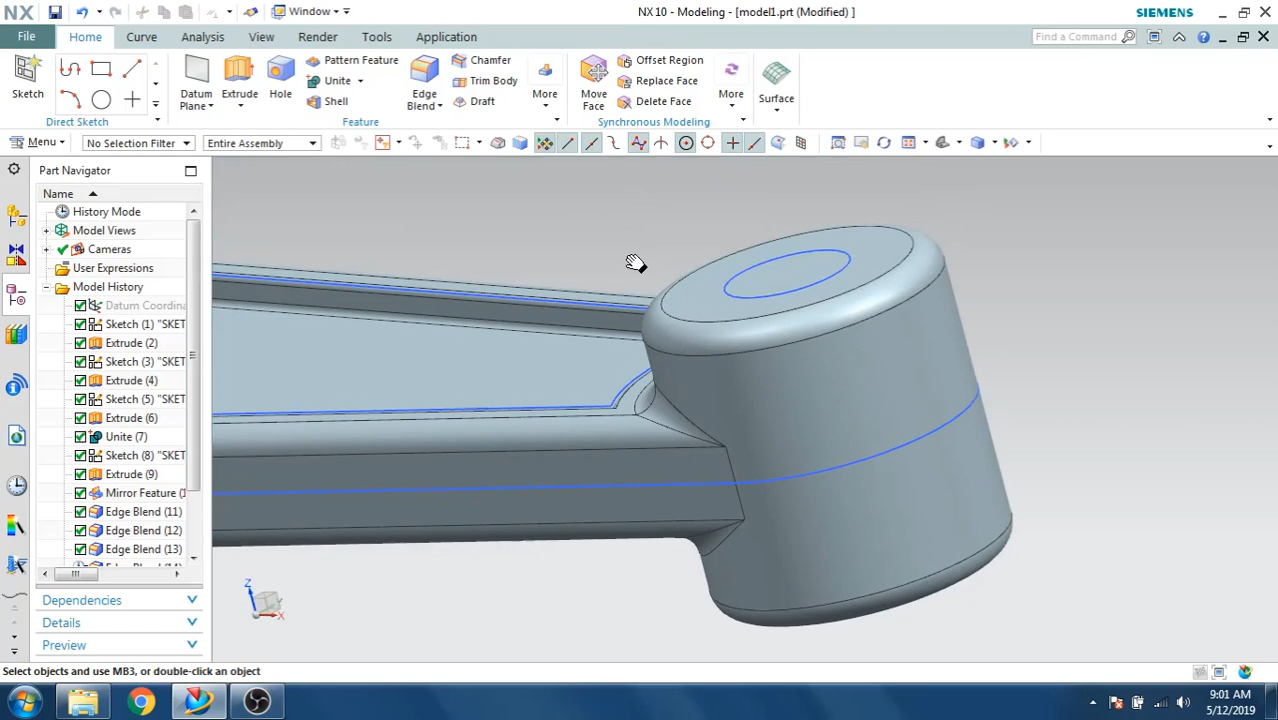 NX
Window
NX 10 - Modeling - [model1.prt (Modified) ]
SIEMENS
File
Home
Curve
Analysis
View
Render
Tools
Application
Find a Command
Sketch
Direct Sketch
Datum Plane
Extrude
Hole
Pattern Feature
Unite
Shell
Edge Blend
Chamfer
Trim Body
Draft
More
Feature
Move Face
Offset Region
Replace Face
Delete Face
More
Synchronous Modeling
Surface
Menu
No Selection Filter
Entire Assembly
Part Navigator
Name
History Mode
Model Views
Cameras
User Expressions
Model History
Datum Coordina
Sketch (1) "SKET
Extrude (2)
Sketch (3) "SKET
Extrude (4)
Sketch (5) "SKET
Extrude (6)
Unite (7)
Sketch (8) "SKET
Extrude (9)
Mirror Feature (1
Edge Blend (11)
Edge Blend (12)
Edge Blend (13)
Dependencies
Details
Preview
Z
X
Select objects and use MB3, or double-click an object
9:01 AM
5/12/2019